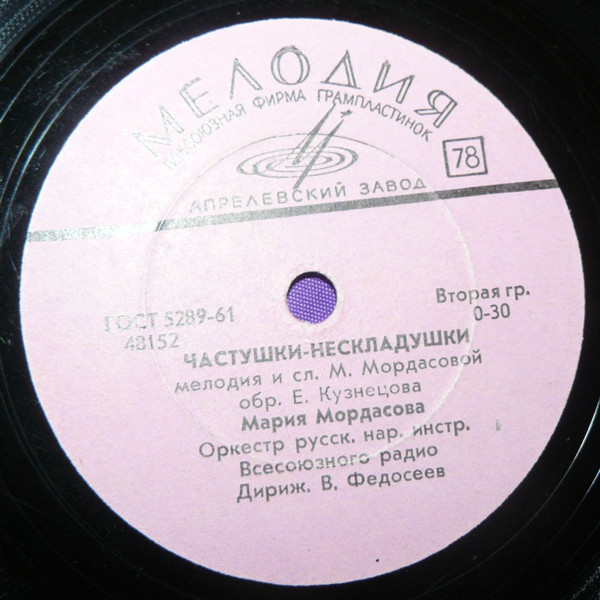 МЕЛОДИЯ
ВСЕСОЮЗНАЯ ФИРМА ГРАМПЛАСТИНОК
78
АПРЕЛЕВСКИЙ ЗАВОД
ГОСТ 5289-61
48152
Вторая гр.
0-30
ЧАСТУШКИ-НЕСКЛАДУШКИ
мелодия и сл. М. Мордасовой
обр. Е. Кузнецова
Мария Мордасова
Оркестр русск. нар. инстр.
Всесоюзного радио
Дириж. В. Федосеев